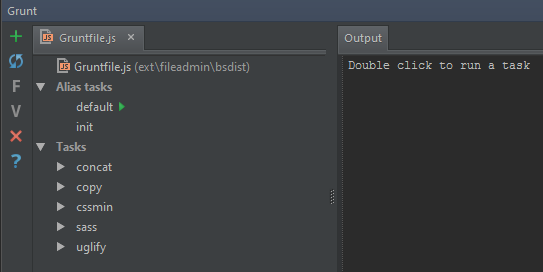 Grunt
Gruntfile.js
Output
Gruntfile.js (ext\fileadmin\bsdist)
Double click to run a task
F
Alias tasks
V
default
init
?
Tasks
concat
copy
cssmin
sass
uglify